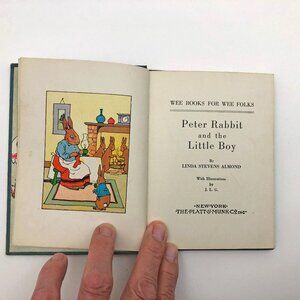 WEE BOOKS FOR WEE FOLKS
Peter Rabbit
and the
Little Boy
By
LINDA STEVENS ALMOND
With Illustrations
by
J. L. G.
NEW YORK
THE PLATT & MUNK CO. INC.